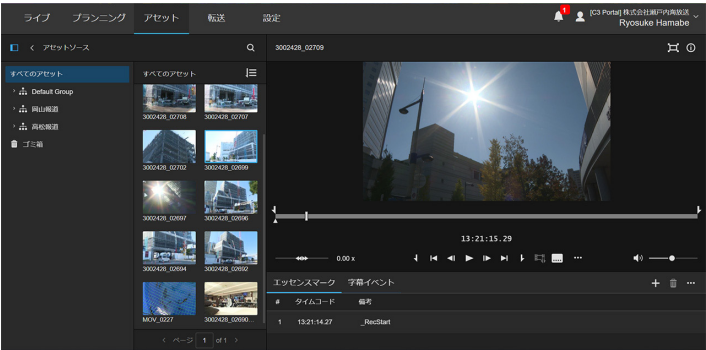 ライブ プランニング アセット 転送 設定
1
[C3 Portal] 株式会社瀬戸内海放送
Ryosuke Hamabe
アセットソース
3002428_02709
すべてのアセット
Default Group
岡山報道
高松報道
ゴミ箱
すべてのアセット
3002428_02708 3002428_02707
3002428_02702 3002428_02699
3002428_02697 3002428_02696
3002428_02694 3002428_02692
MOV_0227 3002428_02690...
ページ 1 of 1
13:21:15.29
0.00 x
エッセンスマーク 字幕イベント
# タイムコード 備考
1 13:21:14.27 _RecStart